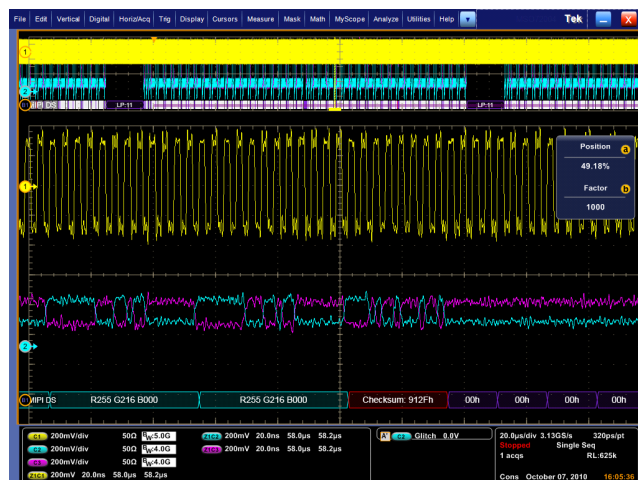 File Edit Vertical Digital Horiz/Acq Trig Display Cursors Measure Mask Math MyScope Analyze Utilities Help Tek
1
2
B1 MIPI DS LP:11 LP:11
Position a
49.18%
Factor b
1000
1
2
B1 MIPI DS R255 G216 B000 R255 G216 B000 Checksum: 912Fh 00h 00h 00h 00h
C1 200mV/div 50Ω BW:5.0G Z1C2 200mV 20.0ns 58.0µs 58.2µs
C2 200mV/div 50Ω BW:4.0G Z1C3 200mV 20.0ns 58.0µs 58.2µs
C3 200mV/div 50Ω BW:4.0G
Z1C1 200mV 20.0ns 58.0µs 58.2µs
A' C2 Glitch 0.0V
20.0µs/div 3.13GS/s 320ps/pt
Stopped Single Seq
1 acqs RL:625k
Cons October 07, 2010 16:05:36